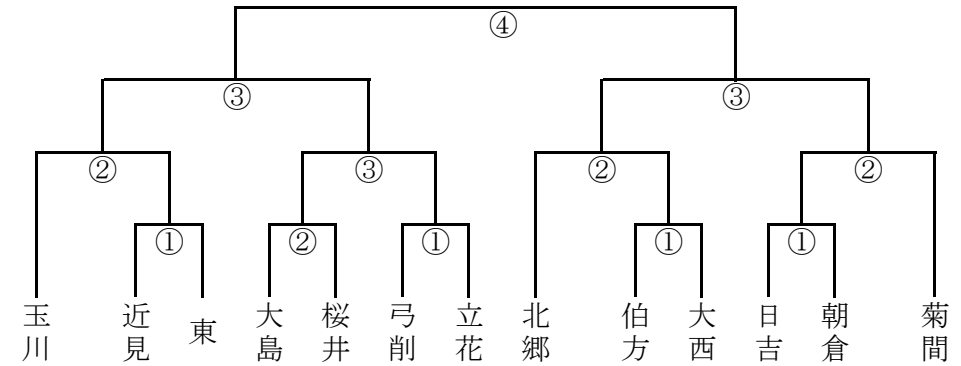 ④
③ ③
② ③ ② ②
① ② ① ① ①
玉川 近見 東 大島 桜井 弓削 立花 北郷 伯方 大西 日吉 朝倉 菊間